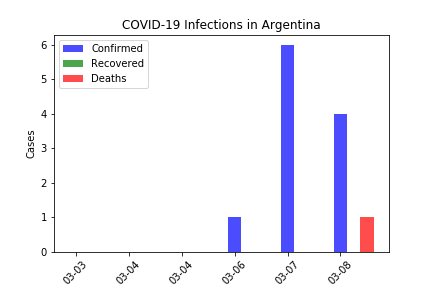 COVID-19 Infections in Argentina
Confirmed
Recovered
Deaths
Cases
6
5
4
3
2
1
0
03-03
03-04
03-04
03-06
03-07
03-08